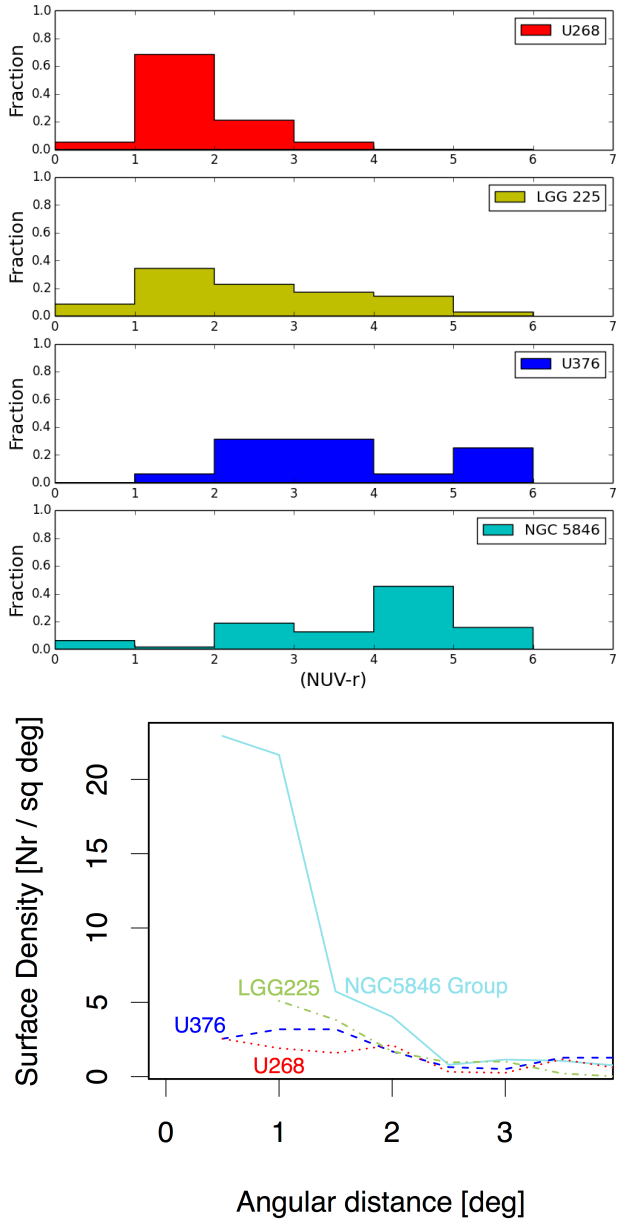 1.0
0.8
0.6
0.4
0.2
0.0
Fraction
U268
0 1 2 3 4 5 6 7
1.0
0.8
0.6
0.4
0.2
0.0
Fraction
LGG 225
0 1 2 3 4 5 6 7
1.0
0.8
0.6
0.4
0.2
0.0
Fraction
U376
0 1 2 3 4 5 6 7
1.0
0.8
0.6
0.4
0.2
0.0
Fraction
NGC 5846
0 1 2 3 4 5 6 7
(NUV-r)
Surface Density [Nr / sq deg]
20
15
10
5
0
LGG225
NGC5846 Group
U376
U268
0 1 2 3
Angular distance [deg]